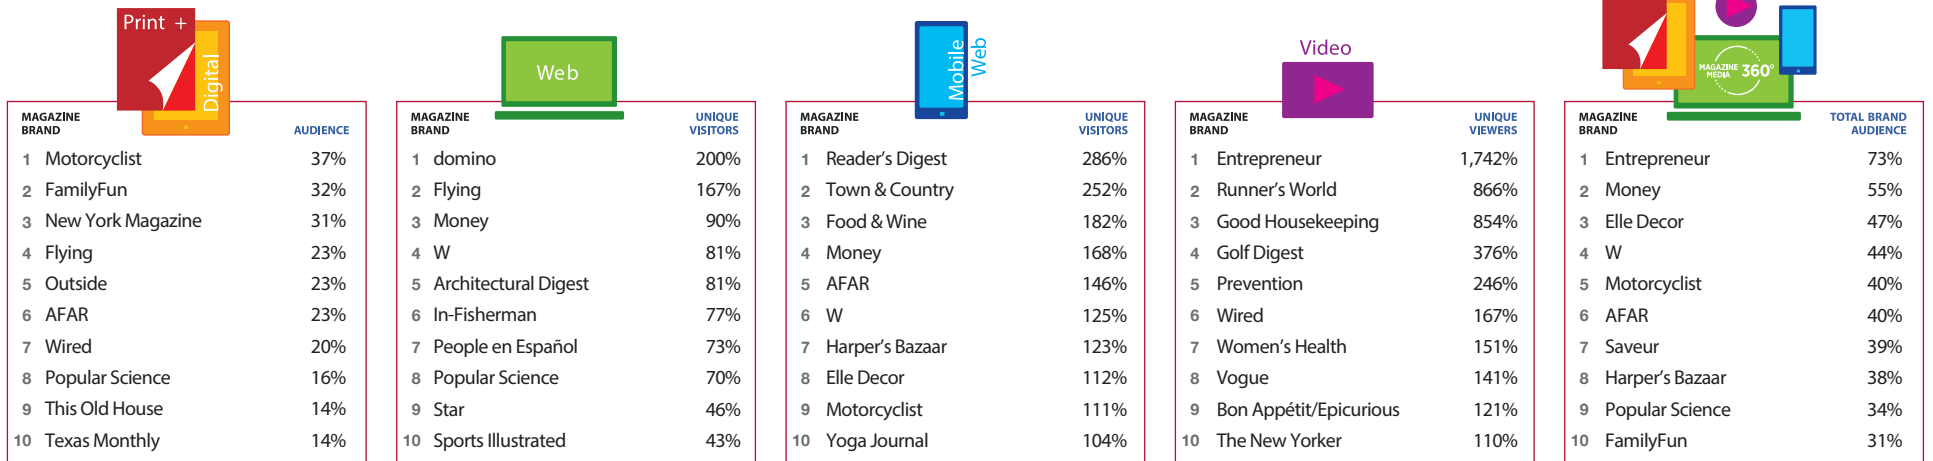 Print +
Digital
MAGAZINE
BRAND
AUDIENCE
1 Motorcyclist 37%
2 FamilyFun 32%
3 New York Magazine 31%
4 Flying 23%
5 Outside 23%
6 AFAR 23%
7 Wired 20%
8 Popular Science 16%
9 This Old House 14%
10 Texas Monthly 14%
Web
MAGAZINE
BRAND
UNIQUE
VISITORS
1 domino 200%
2 Flying 167%
3 Money 90%
4 W 81%
5 Architectural Digest 81%
6 In-Fisherman 77%
7 People en Español 73%
8 Popular Science 70%
9 Star 46%
10 Sports Illustrated 43%
Mobile
Web
MAGAZINE
BRAND
UNIQUE
VISITORS
1 Reader's Digest 286%
2 Town & Country 252%
3 Food & Wine 182%
4 Money 168%
5 AFAR 146%
6 W 125%
7 Harper's Bazaar 123%
8 Elle Decor 112%
9 Motorcyclist 111%
10 Yoga Journal 104%
Video
MAGAZINE
BRAND
UNIQUE
VIEWERS
1 Entrepreneur 1,742%
2 Runner's World 866%
3 Good Housekeeping 854%
4 Golf Digest 376%
5 Prevention 246%
6 Wired 167%
7 Women's Health 151%
8 Vogue 141%
9 Bon Appétit/Epicurious 121%
10 The New Yorker 110%
MAGAZINE
MEDIA 360°
MAGAZINE
BRAND
TOTAL BRAND
AUDIENCE
1 Entrepreneur 73%
2 Money 55%
3 Elle Decor 47%
4 W 44%
5 Motorcyclist 40%
6 AFAR 40%
7 Saveur 39%
8 Harper's Bazaar 38%
9 Popular Science 34%
10 FamilyFun 31%